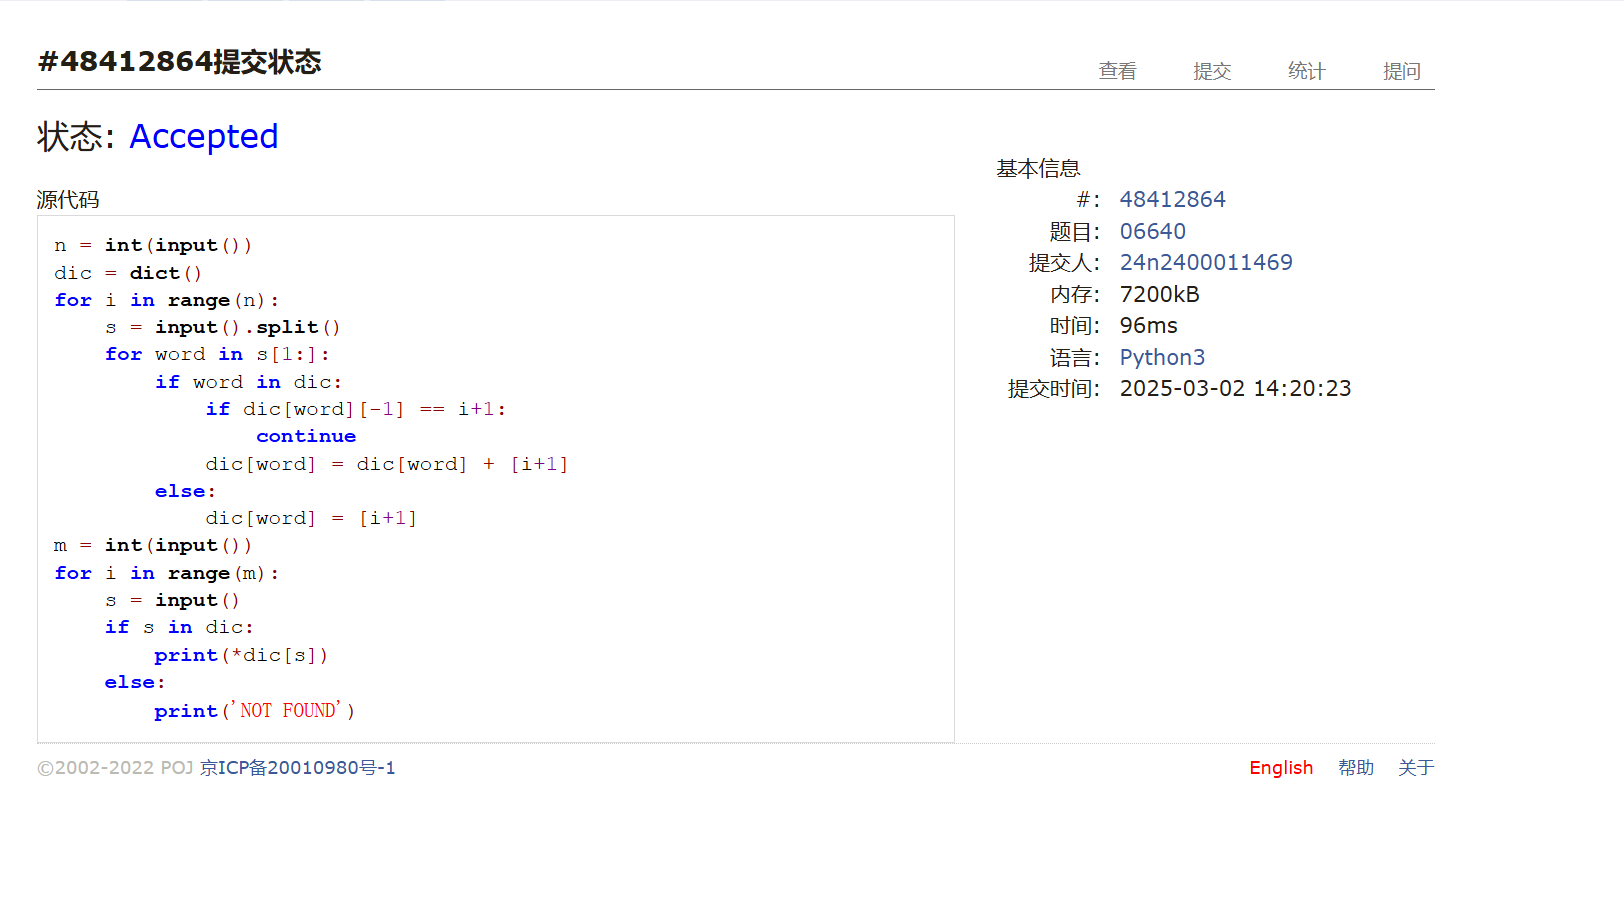 #48412864提交状态
查看 提交 统计 提问
状态: Accepted
源代码
n = int(input())
dic = dict()
for i in range(n):
    s = input().split()
    for word in s[1:]:
        if word in dic:
            if dic[word][-1] == i+1:
                continue
            dic[word] = dic[word] + [i+1]
        else:
            dic[word] = [i+1]
m = int(input())
for i in range(m):
    s = input()
    if s in dic:
        print(*dic[s])
    else:
        print('NOT FOUND')
基本信息
#: 48412864
题目: 06640
提交人: 24n2400011469
内存: 7200kB
时间: 96ms
语言: Python3
提交时间: 2025-03-02 14:20:23
©2002-2022 POJ 京ICP备20010980号-1
English 帮助 关于